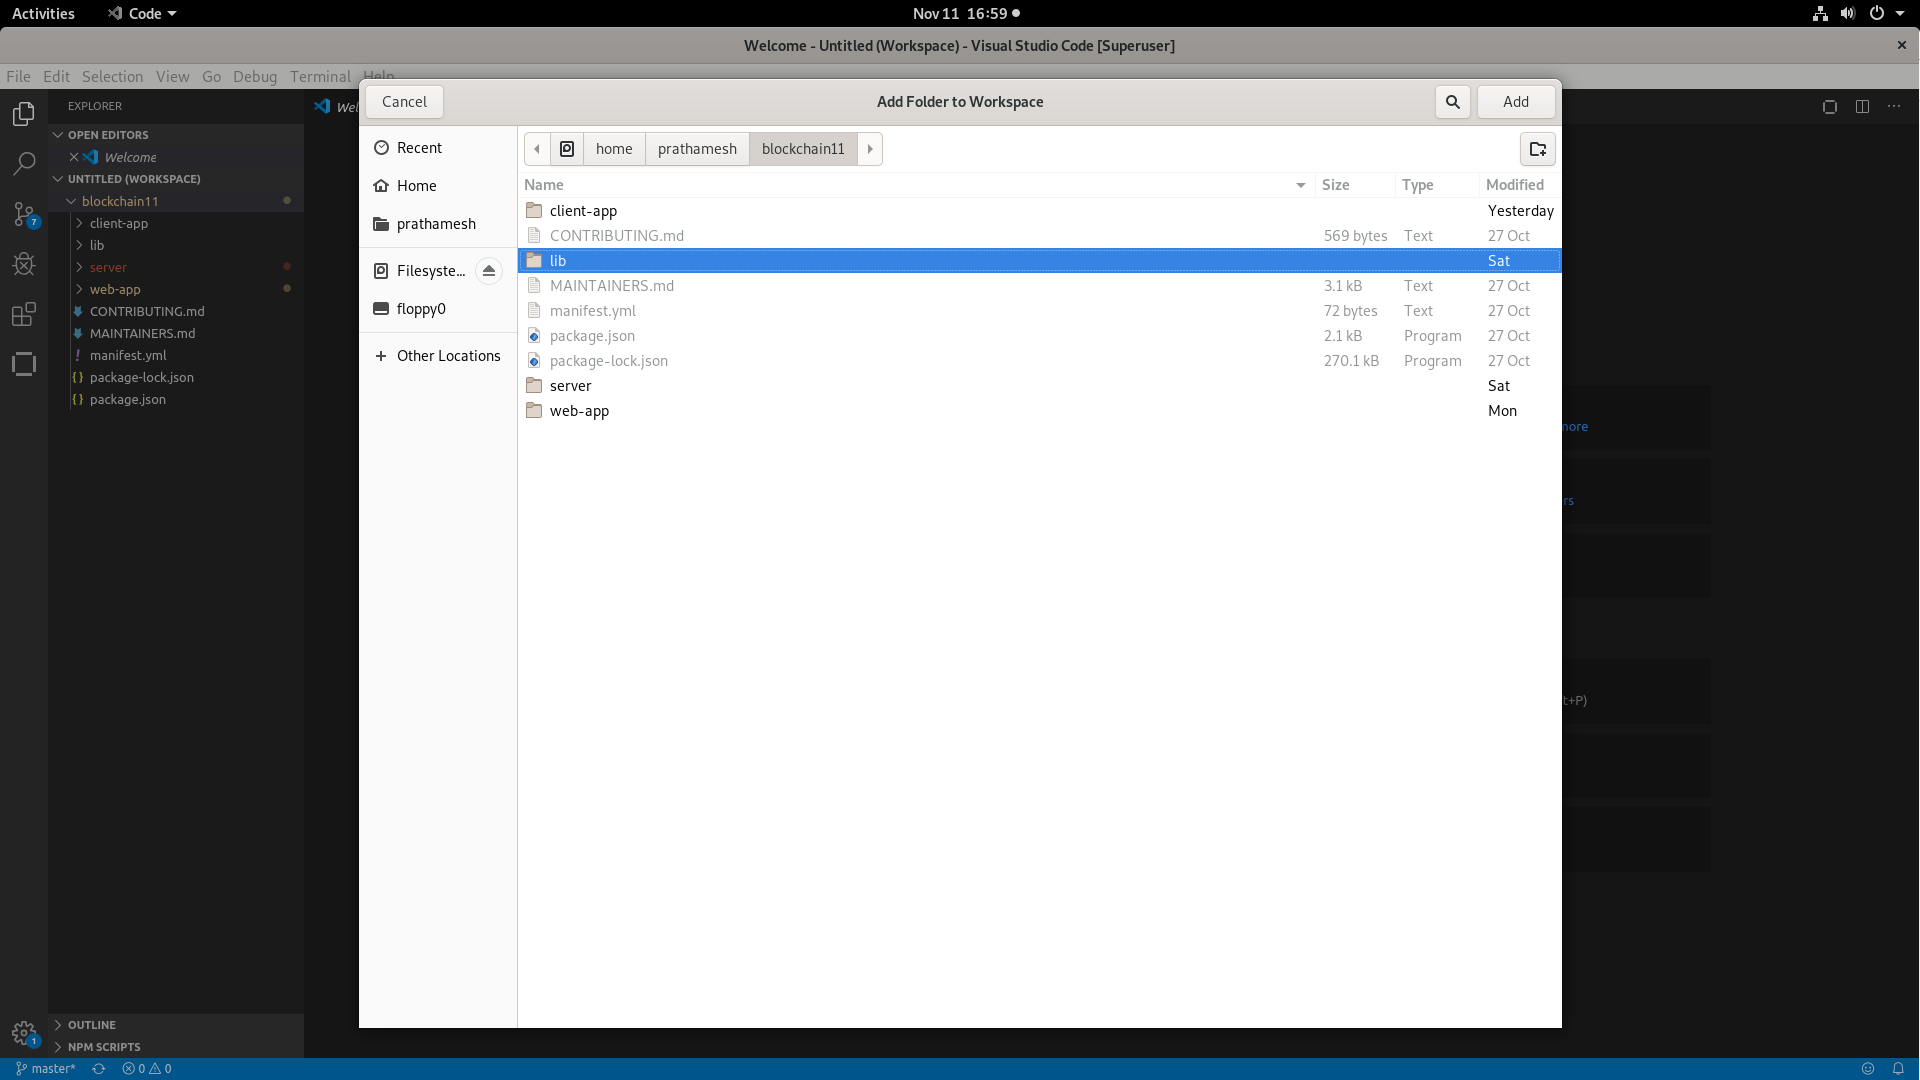 Activities
Code
Nov 11 16:59
Welcome - Untitled (Workspace) - Visual Studio Code [Superuser]
File Edit Selection View Go Debug Terminal Help
Cancel
Add Folder to Workspace
Add
EXPLORER
OPEN EDITORS
Welcome
UNTITLED (WORKSPACE)
blockchain11
client-app
lib
server
web-app
CONTRIBUTING.md
MAINTAINERS.md
manifest.yml
package-lock.json
package.json
7
Recent
Home
prathamesh
Filesyste...
floppy0
Other Locations
home prathamesh blockchain11
Name Size Type Modified
client-app Yesterday
CONTRIBUTING.md 569 bytes Text 27 Oct
lib Sat
MAINTAINERS.md 3.1 kB Text 27 Oct
manifest.yml 72 bytes Text 27 Oct
package.json 2.1 kB Program 27 Oct
package-lock.json 270.1 kB Program 27 Oct
server Sat
web-app Mon
t+P)
OUTLINE
NPM SCRIPTS
1
master* 0 0